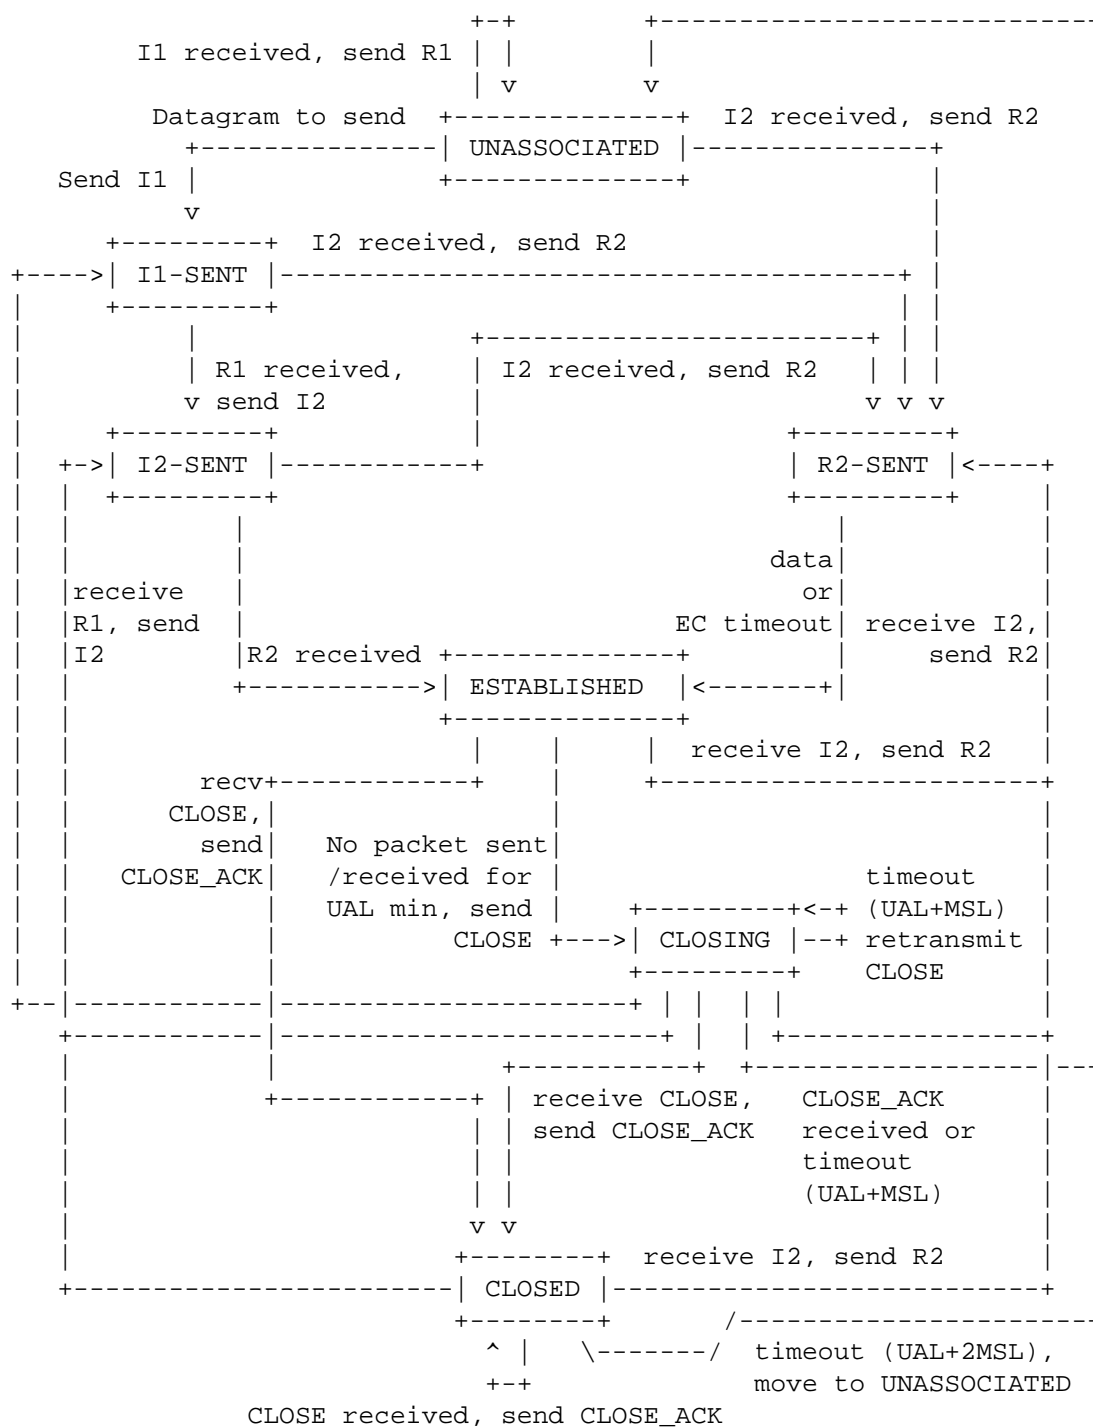 I1 received, send R1
Datagram to send I2 received, send R2
UNASSOCIATED
Send I1
I2 received, send R2
I1-SENT
R1 received, I2 received, send R2
send I2
I2-SENT R2-SENT
data
receive or
R1, send EC timeout receive I2,
I2 R2 received send R2
ESTABLISHED
receive I2, send R2
recv
CLOSE,
send No packet sent
CLOSE_ACK /received for timeout
UAL min, send (UAL+MSL)
CLOSE CLOSING retransmit
CLOSE
receive CLOSE, CLOSE_ACK
send CLOSE_ACK received or
timeout
(UAL+MSL)
receive I2, send R2
CLOSED
timeout (UAL+2MSL),
move to UNASSOCIATED
CLOSE received, send CLOSE_ACK